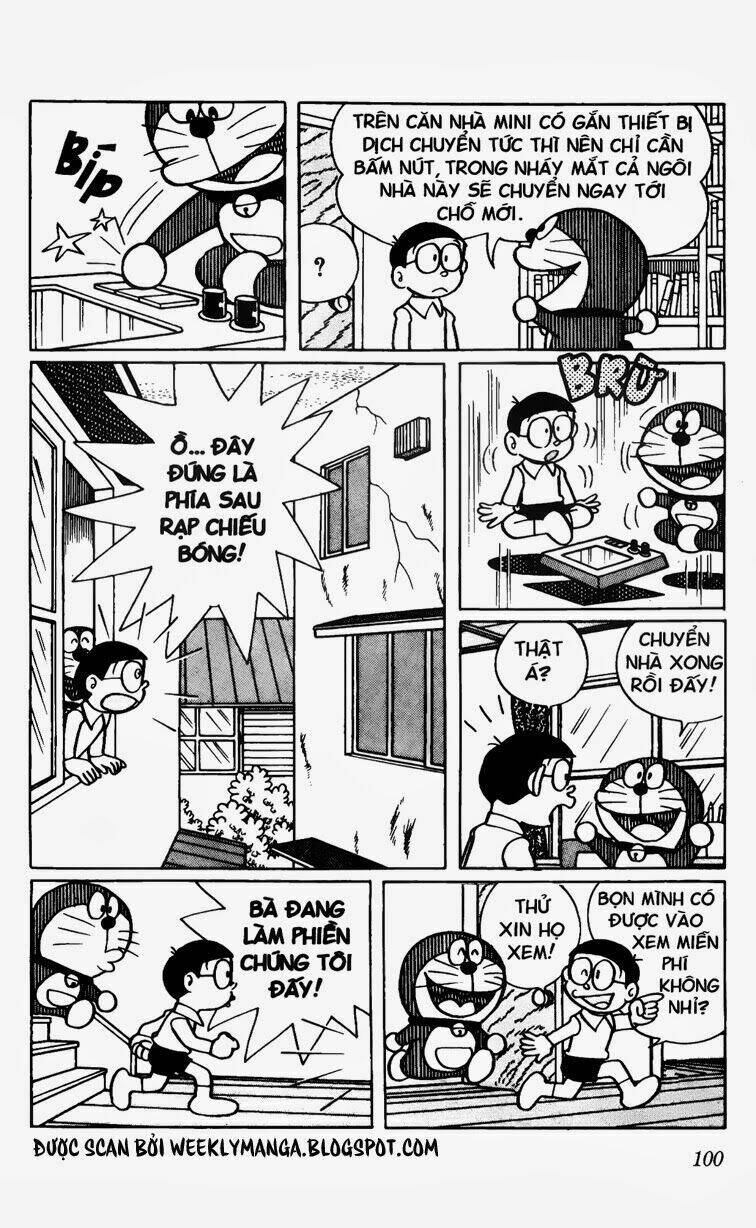 TRÊN CĂN NHÀ MINI CÓ GẮN THIẾT BỊ
DỊCH CHUYỂN TỨC THÌ NÊN CHỈ CẦN
BẤM NÚT, TRONG NHÁY MẮT CẢ NGÔI
NHÀ NÀY SẼ CHUYỂN NGAY TỚI
CHỖ MỚI.
?
BÍP
BRỪ
Ồ... ĐÂY
ĐÚNG LÀ
PHÍA SAU
RẠP CHIẾU
BÓNG!
CHUYỂN
NHÀ XONG
RỒI ĐẤY!
THẬT
Á?
BỌN MÌNH CÓ
ĐƯỢC VÀO
XEM MIỄN
PHÍ
KHÔNG
NHỈ?
THỬ
XIN HỌ
XEM!
BÀ ĐANG
LÀM PHIỀN
CHÚNG TÔI
ĐẤY!
ĐƯỢC SCAN BỞI WEEKLYMANGA.BLOGSPOT.COM
100